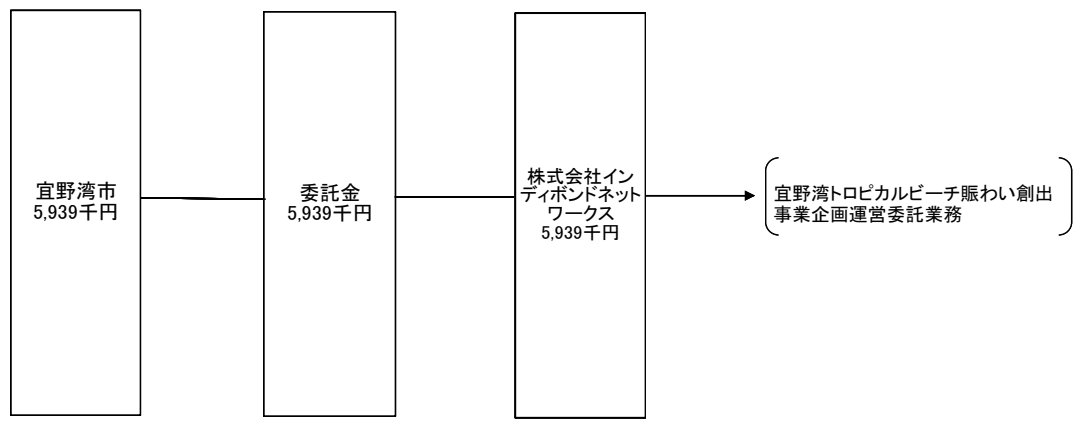 宜野湾市
5,939千円
委託金
5,939千円
株式会社イン
ディボンドネット
ワークス
5,939千円
宜野湾トロピカルビーチ賑わい創出
事業企画運営委託業務